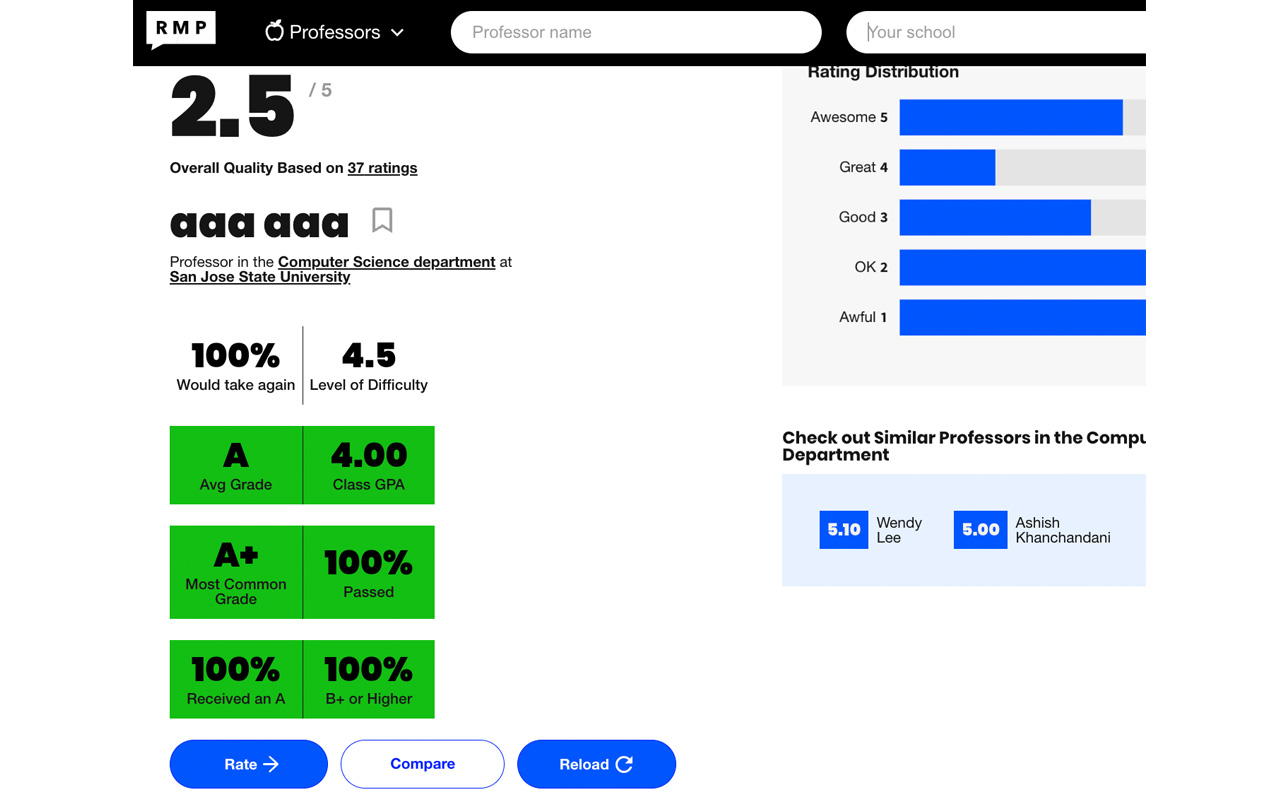 RMP
Professors
Professor name
Your school
2.5 / 5
Overall Quality Based on 37 ratings
aaa aaa
Professor in the Computer Science department at
San Jose State University
100%
Would take again
4.5
Level of Difficulty
A
Avg Grade
4.00
Class GPA
A+
Most Common
Grade
100%
Passed
100%
Received an A
100%
B+ or Higher
Rate
Compare
Reload
Rating Distribution
Awesome 5
Great 4
Good 3
OK 2
Awful 1
Check out Similar Professors in the Compu
Department
5.10
Wendy
Lee
5.00
Ashish
Khanchandani